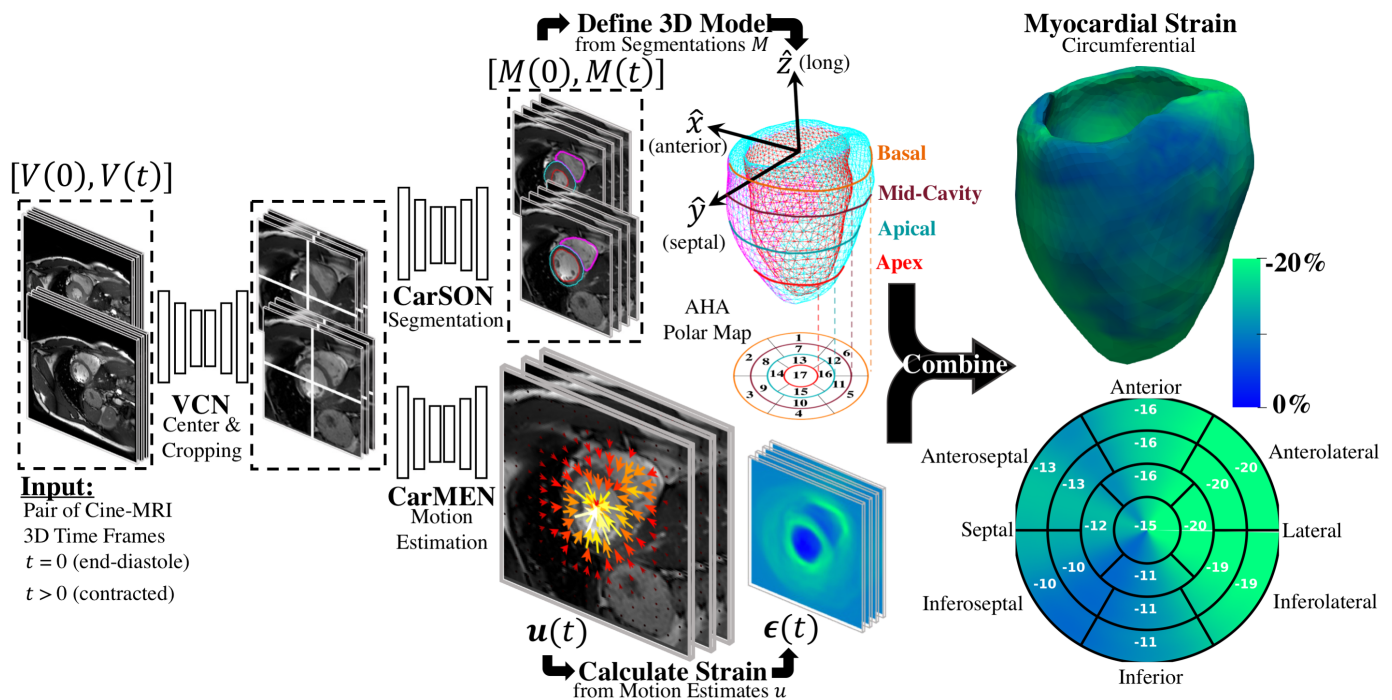 [V(0), V(t)]
Input:
Pair of Cine-MRI
3D Time Frames
t = 0 (end-diastole)
t > 0 (contracted)
VCN
Center &
Cropping
CarSON
Segmentation
CarMEN
Motion
Estimation
Define 3D Model
from Segmentations M
[M(0), M(t)]
ẑ (long)
x̂
(anterior)
ŷ
(septal)
Basal
Mid-Cavity
Apical
Apex
AHA
Polar Map
1
2
7
6
8
13
12
14
17
16
9
15
11
3
10
5
4
u(t)
ϵ(t)
Calculate Strain
from Motion Estimates u
Combine
Myocardial Strain
Circumferential
-20%
0%
Anterior
-16
Anteroseptal
-16
Anterolateral
-13
-16
-20
-13
-20
Septal
-12
-15
-20
Lateral
-10
-11
-19
-10
-11
-19
Inferoseptal
-11
Inferolateral
Inferior